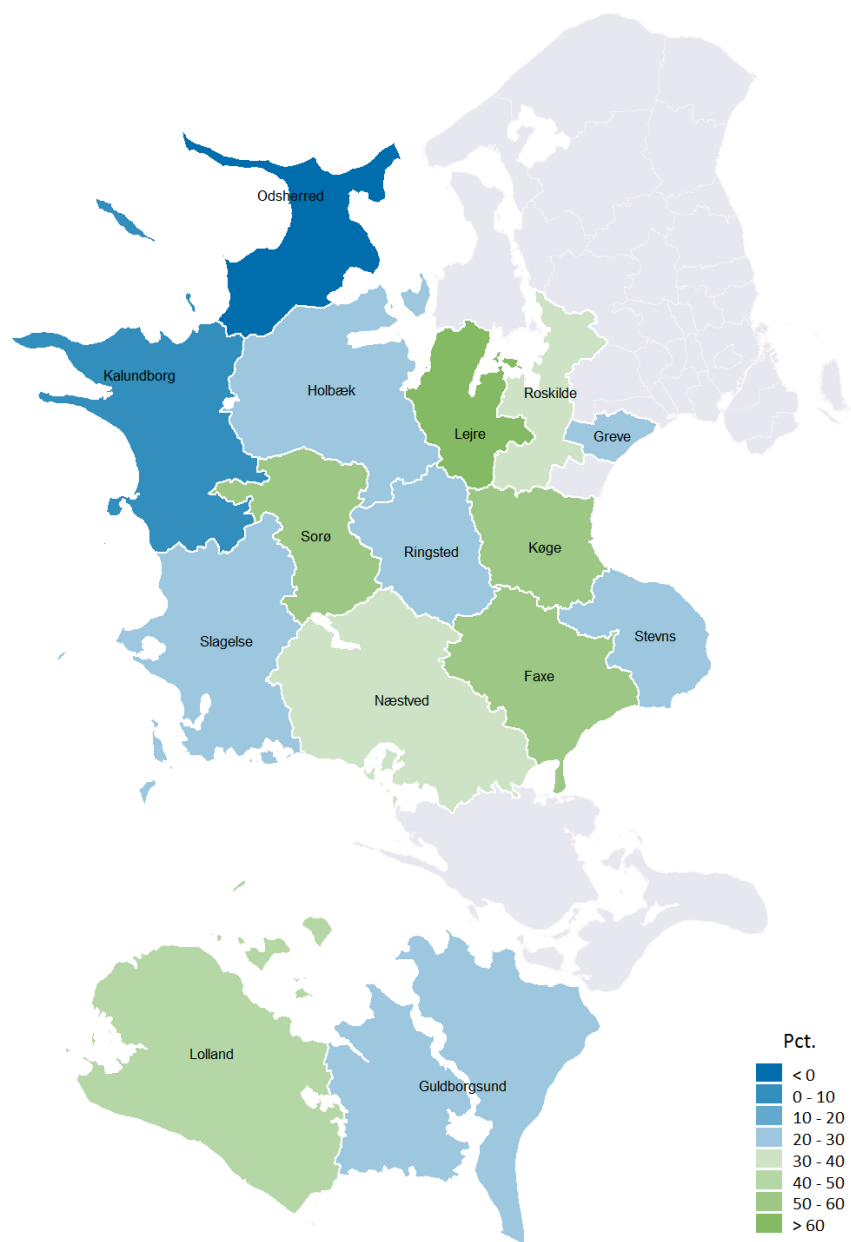 Odsherred
Kalundborg
Holbæk
Roskilde
Lejre
Greve
Sorø
Ringsted
Køge
Slagelse
Stevns
Faxe
Næstved
Lolland
Guldborgsund
Pct.
< 0
0 - 10
10 - 20
20 - 30
30 - 40
40 - 50
50 - 60
> 60